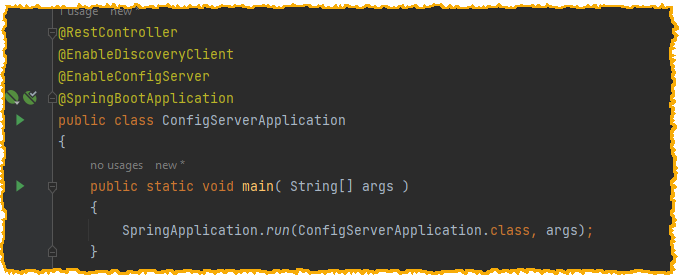 1 usage new *
@RestController
@EnableDiscoveryClient
@EnableConfigServer
@SpringBootApplication
public class ConfigServerApplication
{
no usages new *
public static void main( String[] args )
{
SpringApplication.run(ConfigServerApplication.class, args);
}